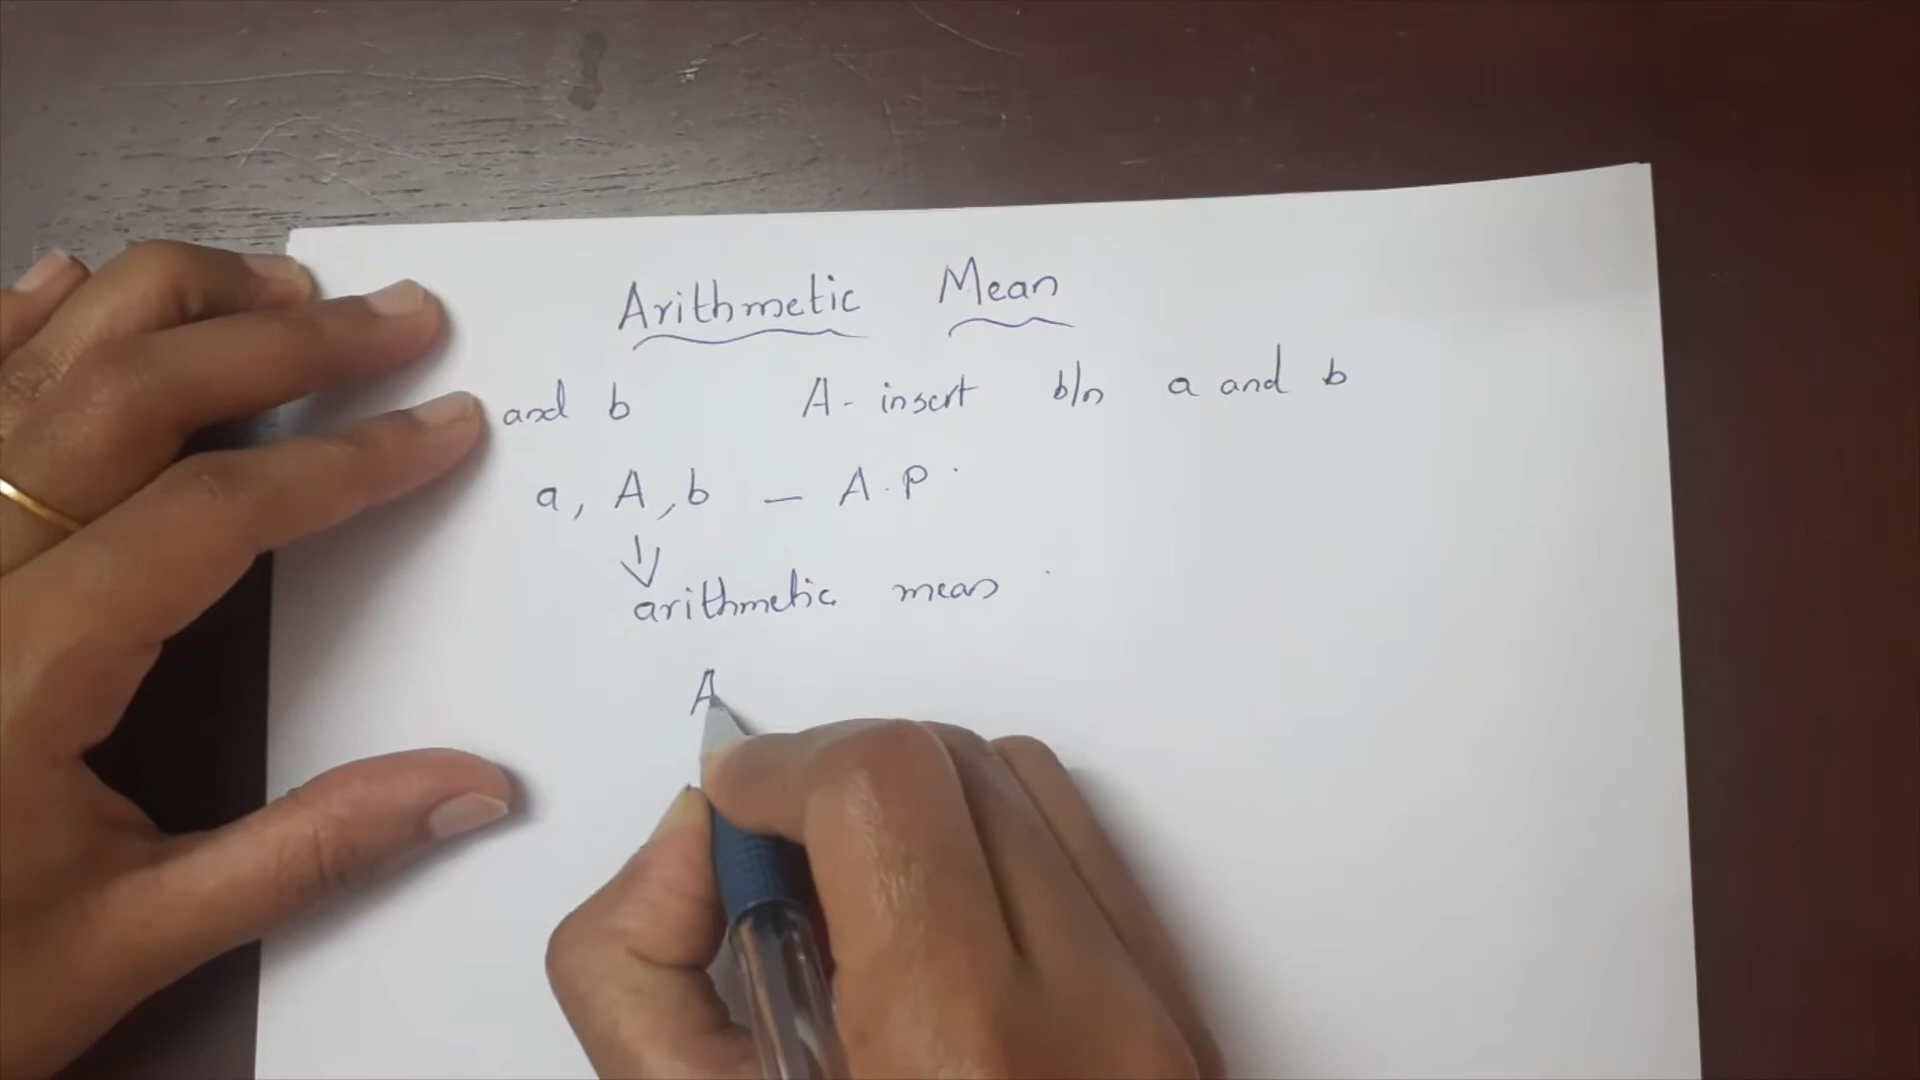 Arithmetic Mean
and b A - insert b/n a and b
a, A, b - A.P.
arithmetic mean
A